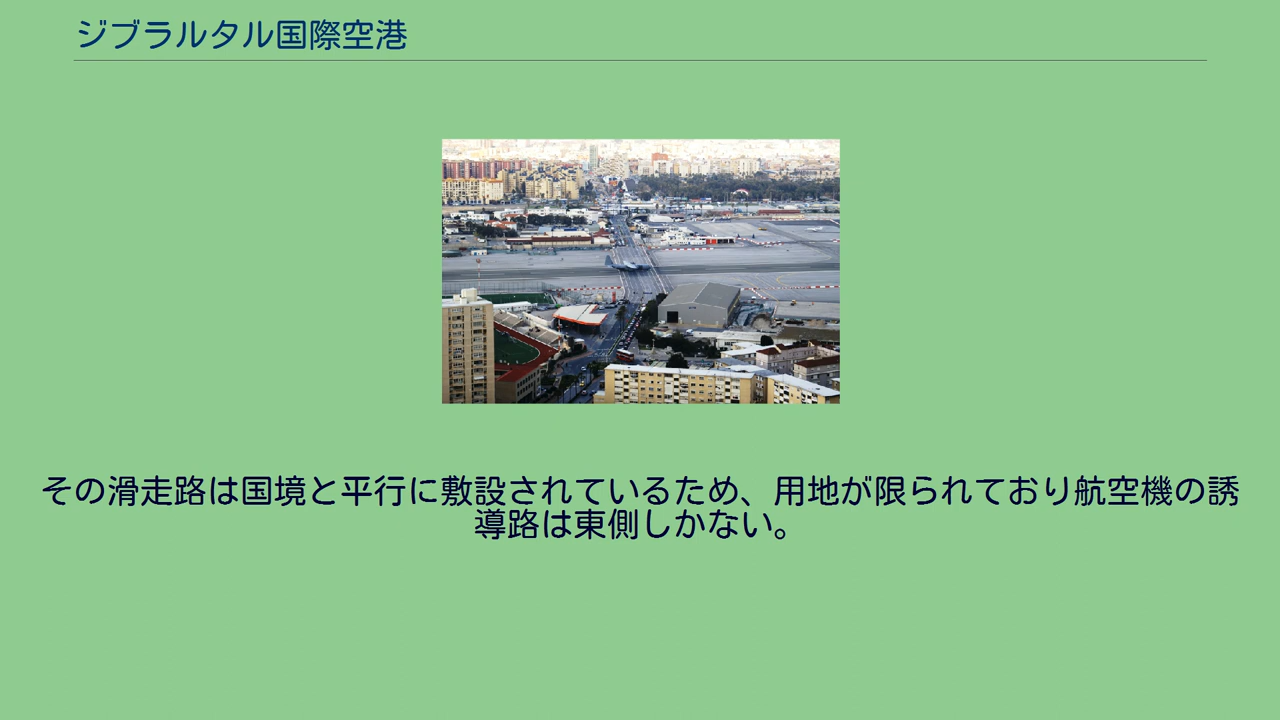 ジブラルタル国際空港
その滑走路は国境と平行に敷設されているため、用地が限られており航空機の誘
導路は東側しかない。